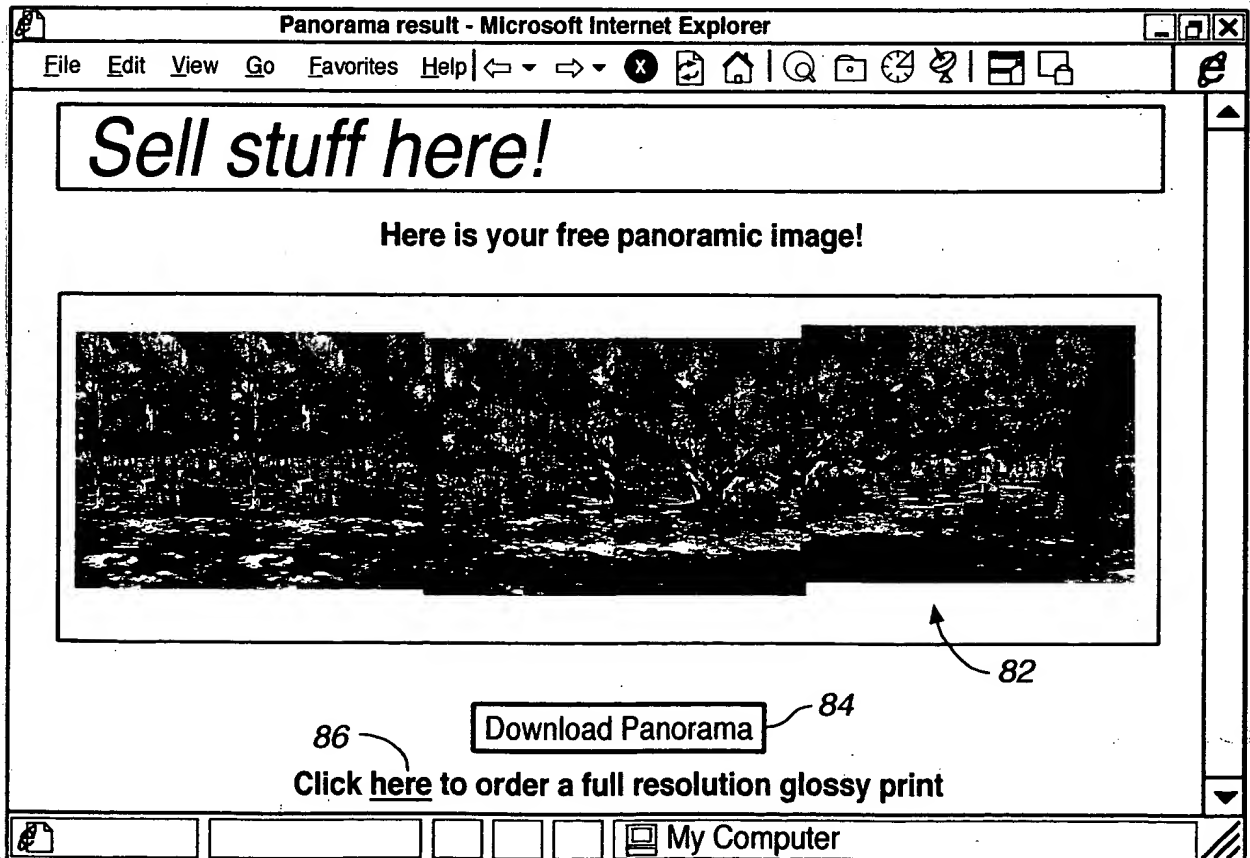 Panorama result - Microsoft Internet Explorer
File Edit View Go Favorites Help
Sell stuff here!
Here is your free panoramic image!
82
Download Panorama 84
86
Click here to order a full resolution glossy print
My Computer